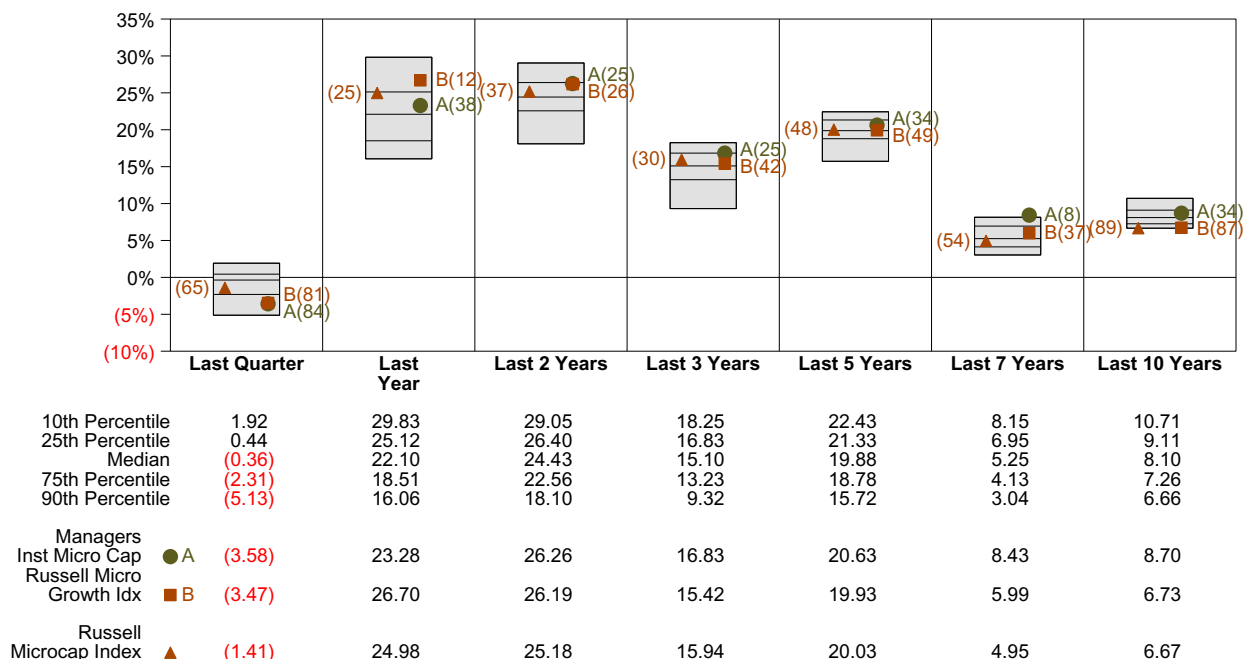 35%
30%
25%
20%
15%
10%
5%
0%
(5%)
(10%)
(65) B(81)
A(84)
(25) B(12)
A(38)
(37) A(25)
B(26)
(30) A(25)
B(42)
(48) A(34)
B(49)
(54) A(8)
B(37)
(89) A(34)
B(87)
Last Quarter Last Year Last 2 Years Last 3 Years Last 5 Years Last 7 Years Last 10 Years
10th Percentile 1.92 29.83 29.05 18.25 22.43 8.15 10.71
25th Percentile 0.44 25.12 26.40 16.83 21.33 6.95 9.11
Median (0.36) 22.10 24.43 15.10 19.88 5.25 8.10
75th Percentile (2.31) 18.51 22.56 13.23 18.78 4.13 7.26
90th Percentile (5.13) 16.06 18.10 9.32 15.72 3.04 6.66
Managers
Inst Micro Cap A (3.58) 23.28 26.26 16.83 20.63 8.43 8.70
Russell Micro
Growth Idx B (3.47) 26.70 26.19 15.42 19.93 5.99 6.73
Russell
Microcap Index (1.41) 24.98 25.18 15.94 20.03 4.95 6.67